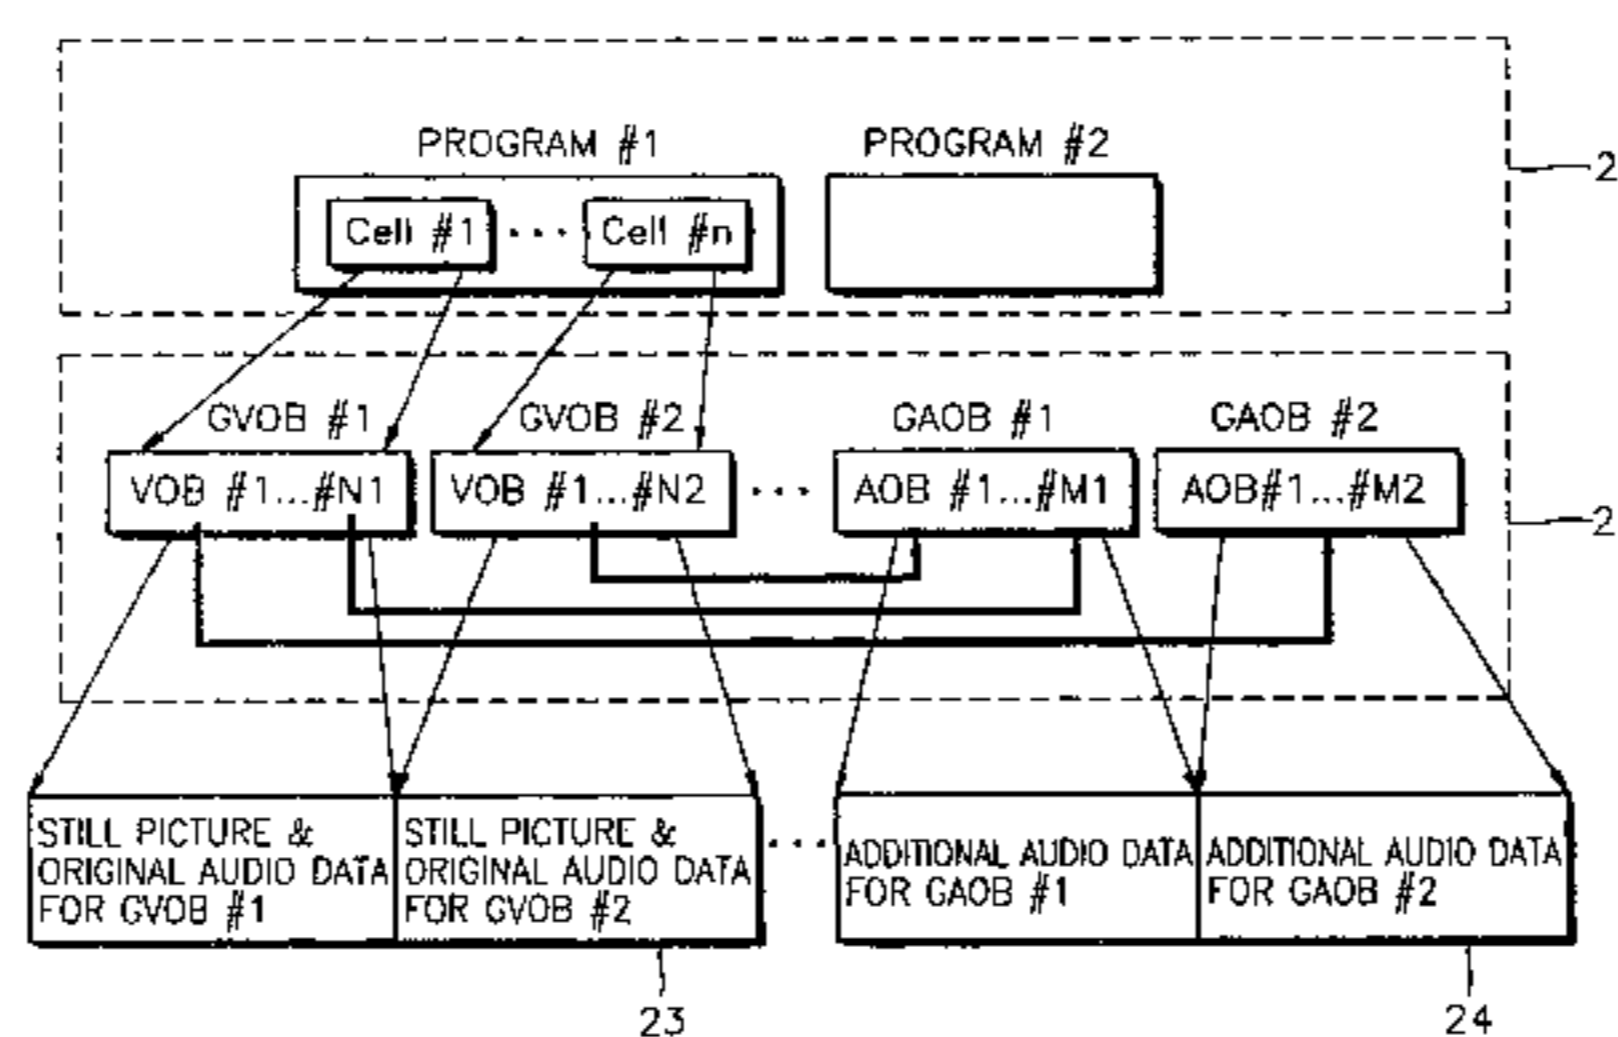 PROGRAM #1 PROGRAM #2
2
Cell #1 ... Cell #n
GVOB #1 GVOB #2 GAOB #1 GAOB #2
VOB #1...#N1 VOB #1...#N2 ... AOB #1...#M1 AOB#1...#M2
2
STILL PICTURE &
ORIGINAL AUDIO DATA
FOR GVOB #1
STILL PICTURE &
ORIGINAL AUDIO DATA
FOR GVOB #2
...
ADDITIONAL AUDIO DATA
FOR GAOB #1
ADDITIONAL AUDIO DATA
FOR GAOB #2
23
24